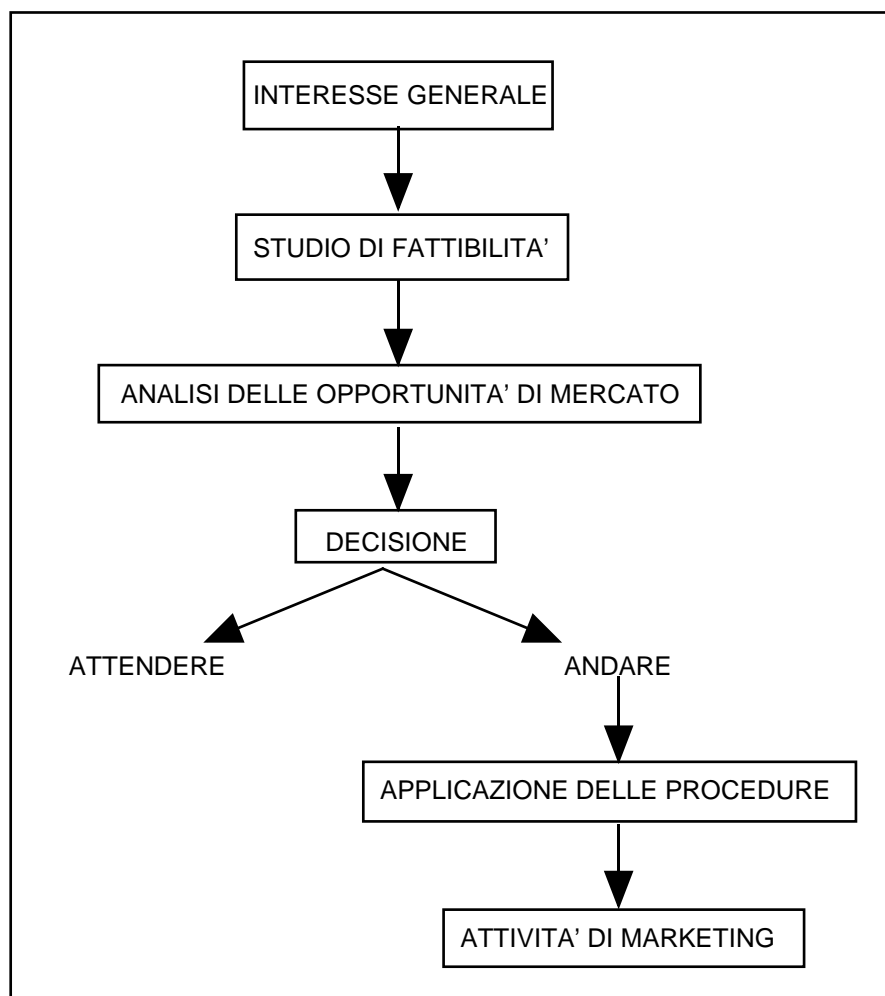 INTERESSE GENERALE
STUDIO DI FATTIBILITA’
ANALISI DELLE OPPORTUNITA’ DI MERCATO
DECISIONE
ATTENDERE
ANDARE
APPLICAZIONE DELLE PROCEDURE
ATTIVITA’ DI MARKETING